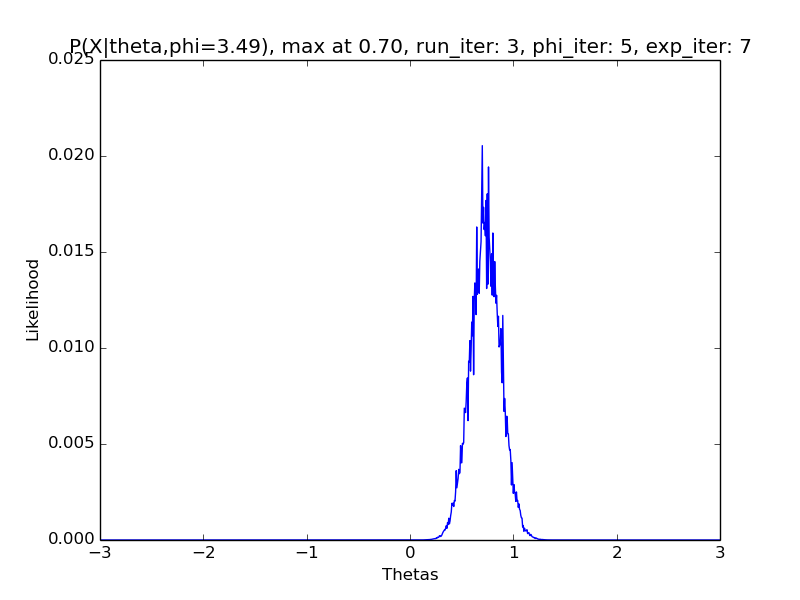 P(X|theta,phi=3.49), max at 0.70, run_iter: 3, phi_iter: 5, exp_iter: 7
0.025
0.020
0.015
0.010
0.005
0.000
Likelihood
−3 −2 −1 0 1 2 3
Thetas